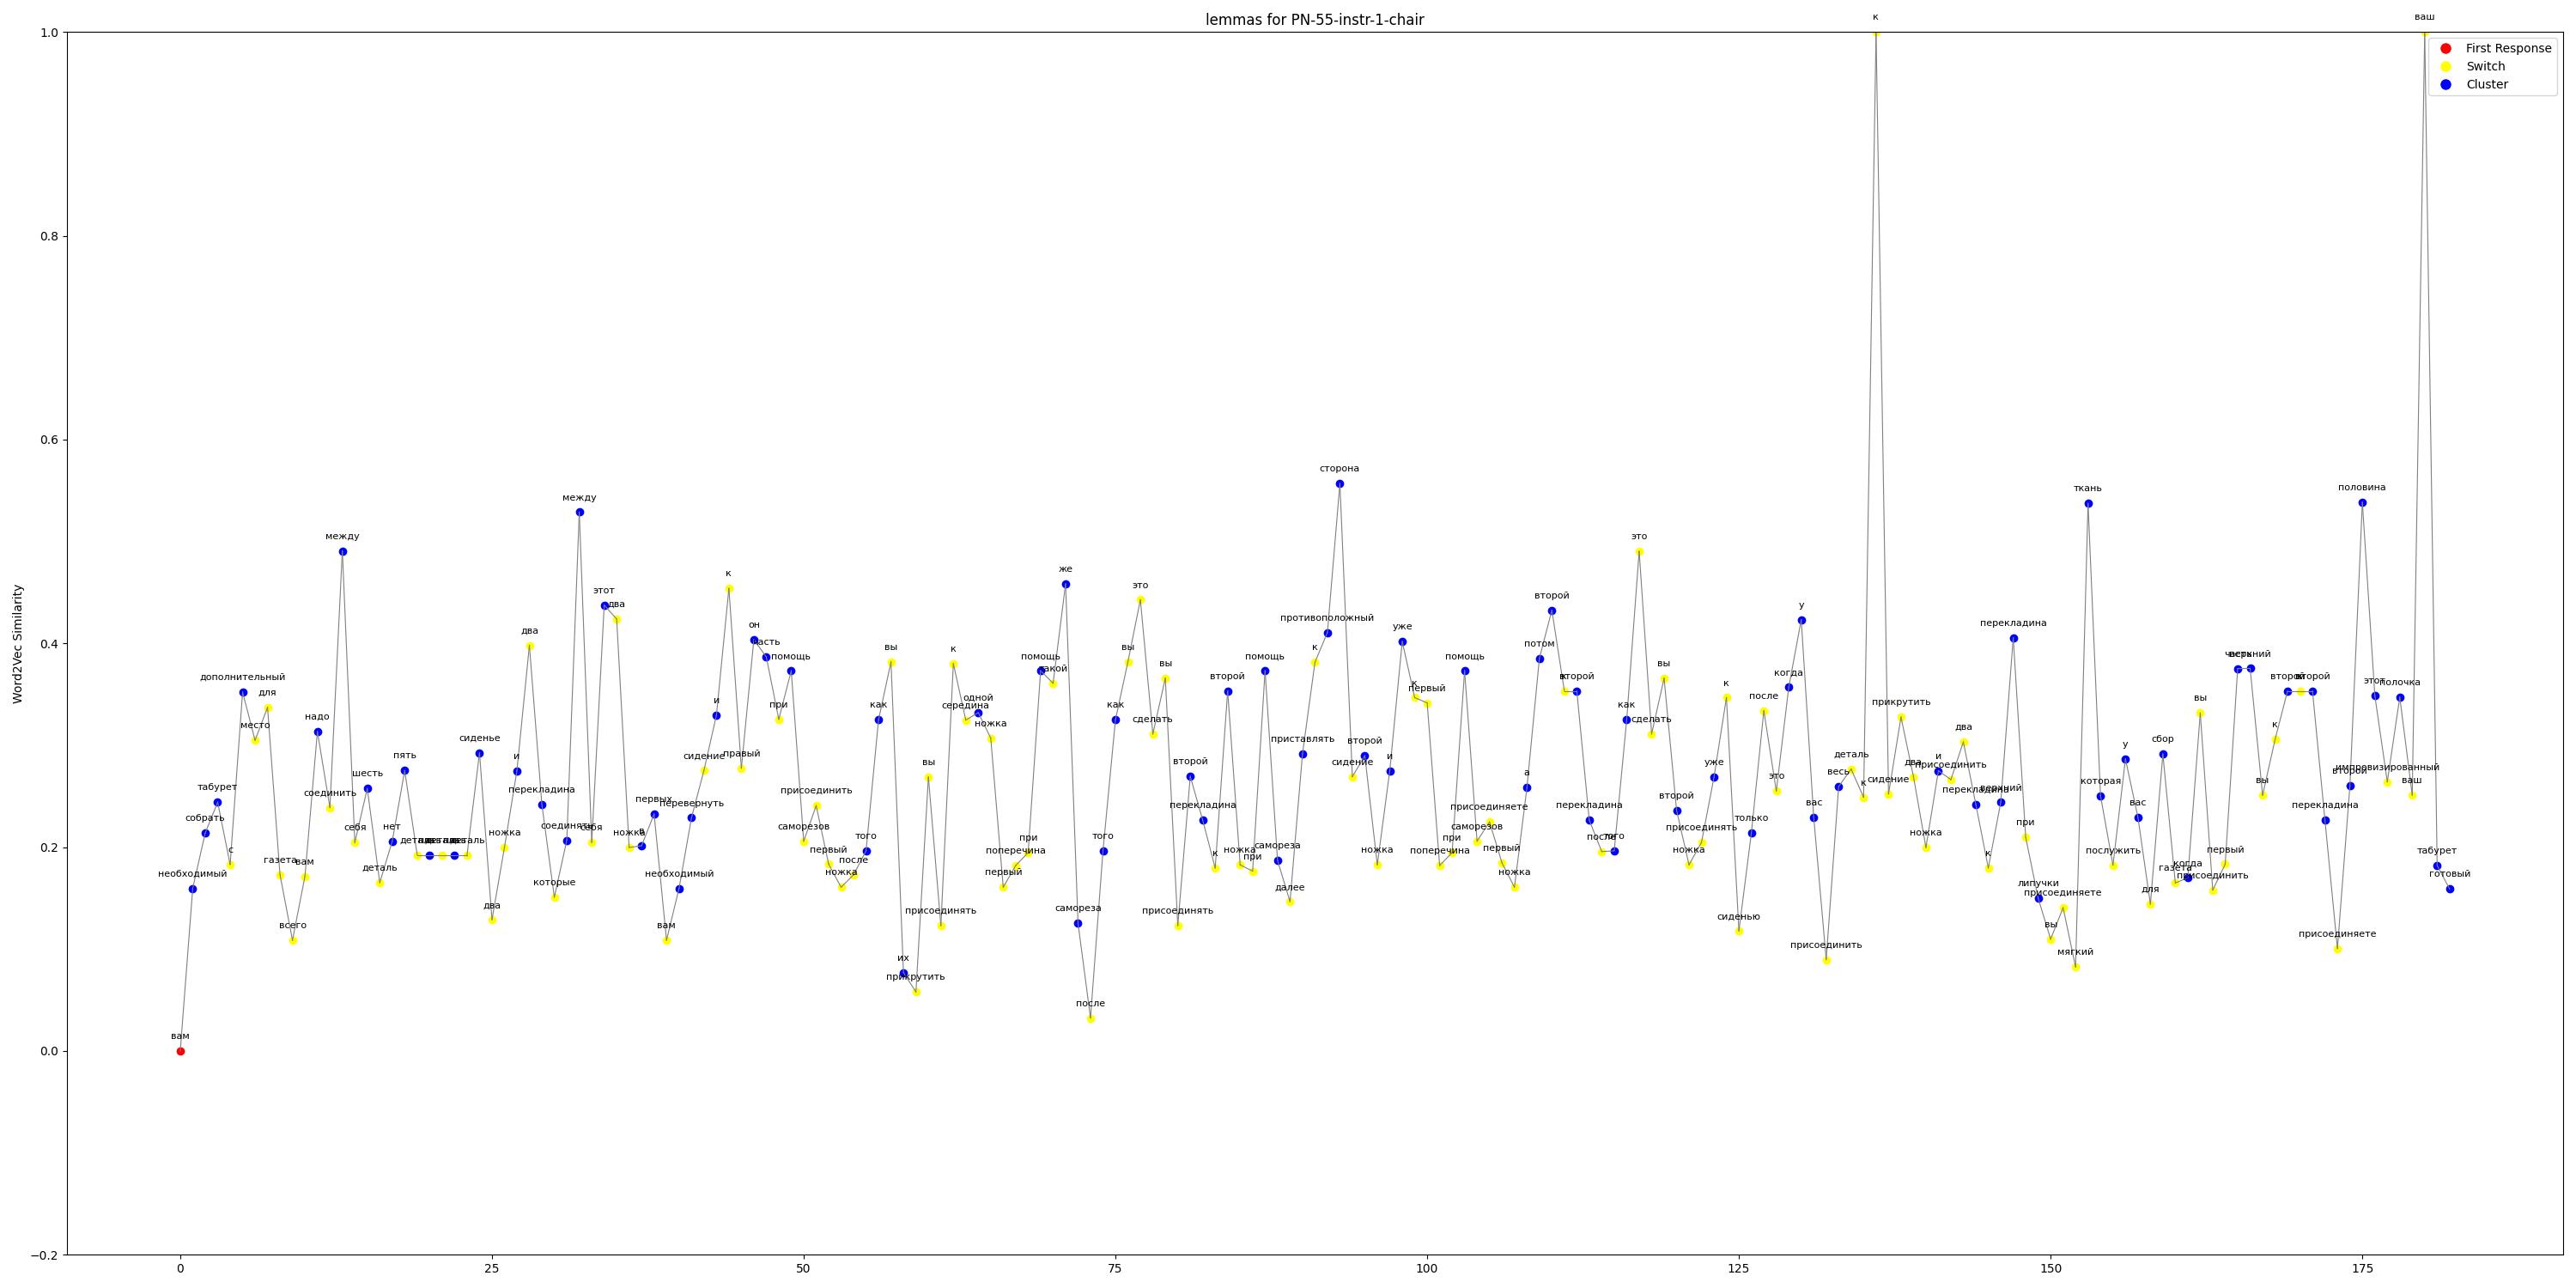 lemmas for PN-55-instr-1-chair
Word2Vec Similarity
1.0
0.8
0.6
0.4
0.2
0.0
−0.2
0
25
50
75
100
125
150
175
First Response
Switch
Cluster
вам
необходимый
собрать
табурет
с
дополнительный
место
для
газета
всего
вам
надо
соединить
между
себя
шесть
деталь
нет
пять
деталь
сиденье
два
ножка
и
два
перекладина
которые
соединять
между
себя
этот
два
ножка
первых
вам
необходимый
перевернуть
сидение
и
к
правый
он
часть
при
помощь
саморезов
присоединить
первый
ножка
после
того
как
вы
их
прикрутить
вы
присоединять
к
середина
одной
ножка
первый
поперечина
при
помощь
такой
же
самореза
после
того
как
вы
это
сделать
вы
присоединять
второй
перекладина
к
второй
ножка
при
помощь
самореза
далее
приставлять
к
противоположный
сторона
сидение
второй
ножка
и
уже
к
первый
поперечина
при
помощь
саморезов
присоединяете
первый
ножка
а
потом
второй
к
второй
перекладина
после
того
как
это
сделать
вы
второй
ножка
присоединять
уже
к
сиденью
только
после
это
когда
у
вас
присоединить
весь
деталь
к
к
сидение
прикрутить
два
ножка
и
присоединить
два
перекладина
к
верхний
перекладина
при
липучки
вы
присоединяете
мягкий
ткань
которая
послужить
у
вас
для
сбор
газета
когда
вы
присоединить
первый
часть
верхний
вы
к
второй
второй
перекладина
присоединяете
второй
половина
этот
импровизированный
полочка
ваш
ваш
табурет
готовый